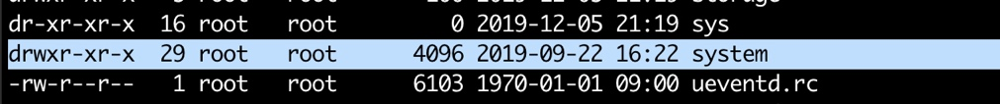 dr-xr-xr-x 16 root root 0 2019-12-05 21:19 sys
drwxr-xr-x 29 root root 4096 2019-09-22 16:22 system
-rw-r--r-- 1 root root 6103 1970-01-01 09:00 ueventd.rc